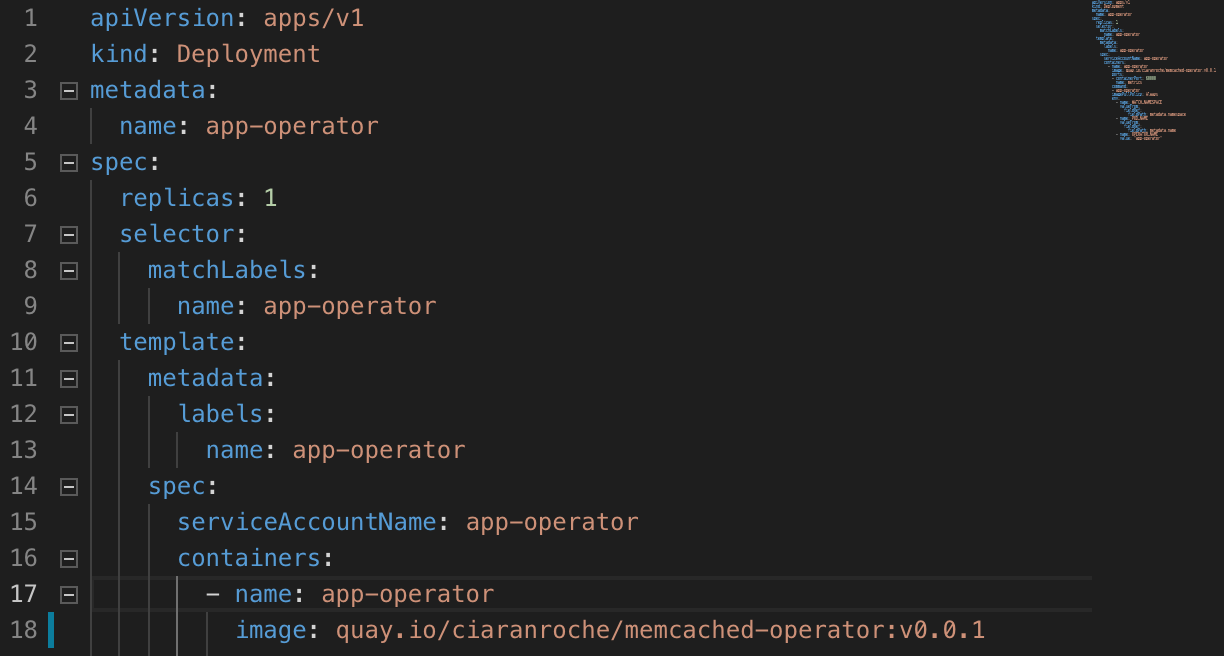 1 apiVersion: apps/v1
2 kind: Deployment
3 metadata:
4   name: app-operator
5 spec:
6   replicas: 1
7   selector:
8     matchLabels:
9       name: app-operator
10   template:
11     metadata:
12       labels:
13         name: app-operator
14     spec:
15       serviceAccountName: app-operator
16       containers:
17         - name: app-operator
18           image: quay.io/ciaranroche/memcached-operator:v0.0.1